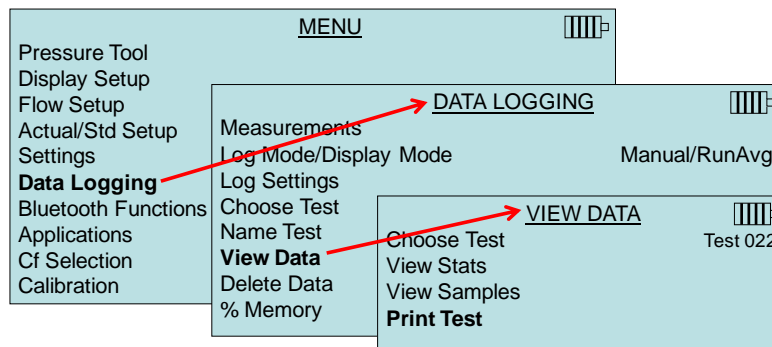 MENU
Pressure Tool
Display Setup
Flow Setup
Actual/Std Setup
Settings
Data Logging
Bluetooth Functions
Applications
Cf Selection
Calibration
DATA LOGGING
Measurements
Log Mode/Display Mode Manual/RunAvg
Log Settings
Choose Test
Name Test
View Data
Delete Data
% Memory
VIEW DATA
Choose Test Test 022
View Stats
View Samples
Print Test